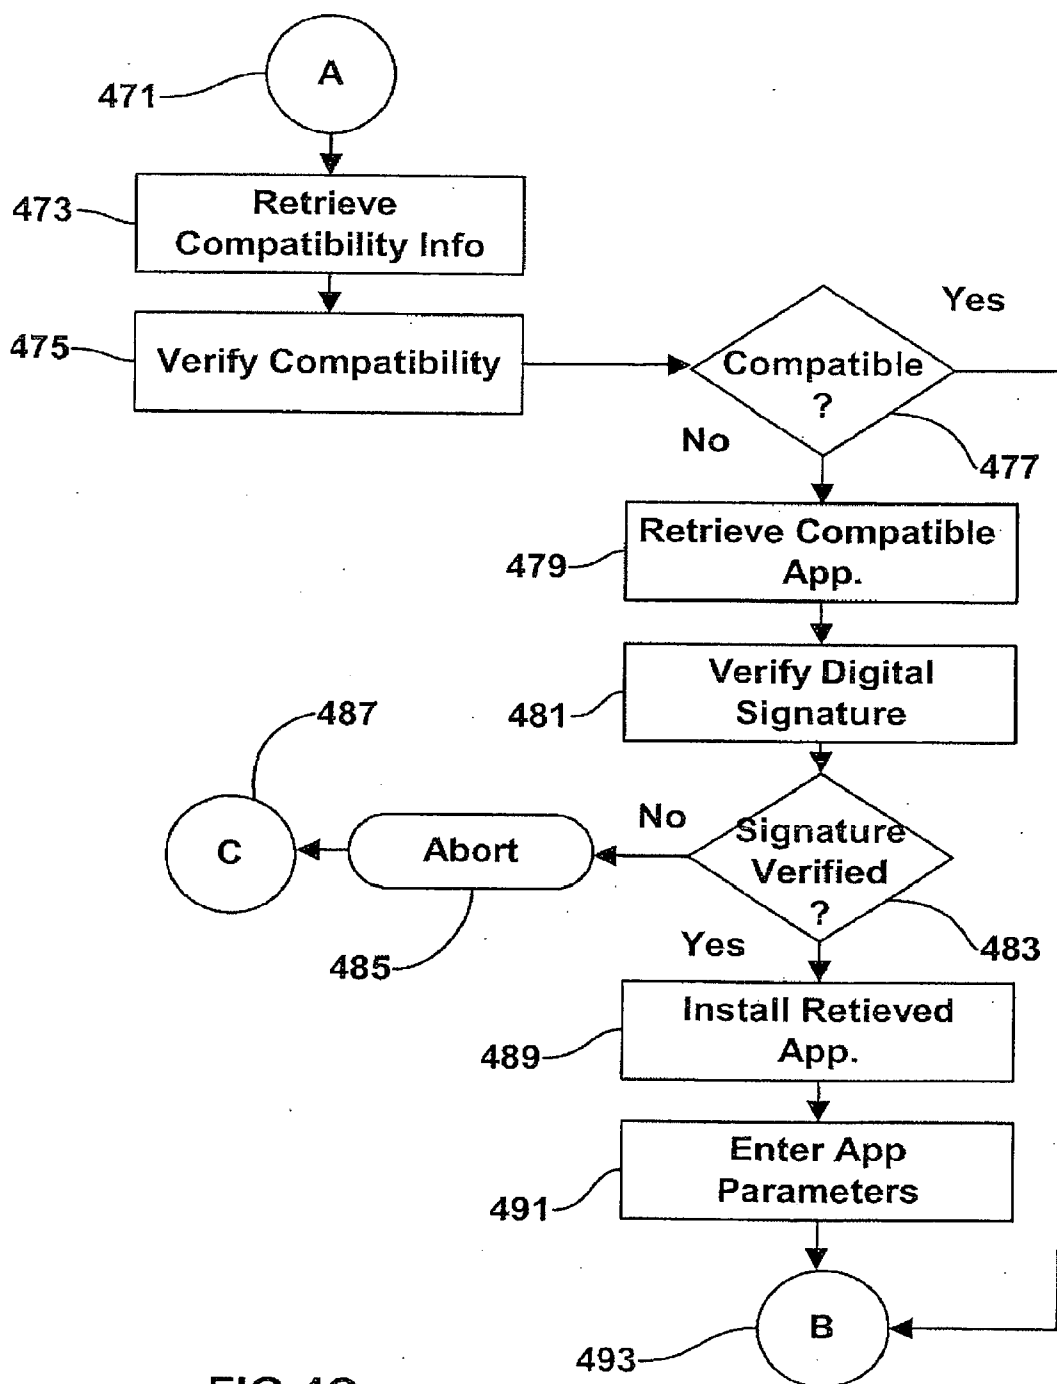 A
471
473
Retrieve
Compatibility Info
475
Verify Compatibility
Yes
Compatible
?
No
477
479
Retrieve Compatible
App.
481
Verify Digital
Signature
487
C
Abort
485
No
Signature
Verified
?
483
Yes
489
Install Retieved
App.
491
Enter App
Parameters
B
493